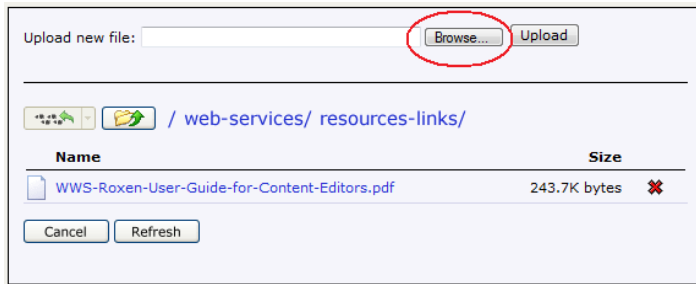 Upload new file: Browse... Upload
/ web-services/ resources-links/
Name Size
WWS-Roxen-User-Guide-for-Content-Editors.pdf 243.7K bytes
Cancel Refresh